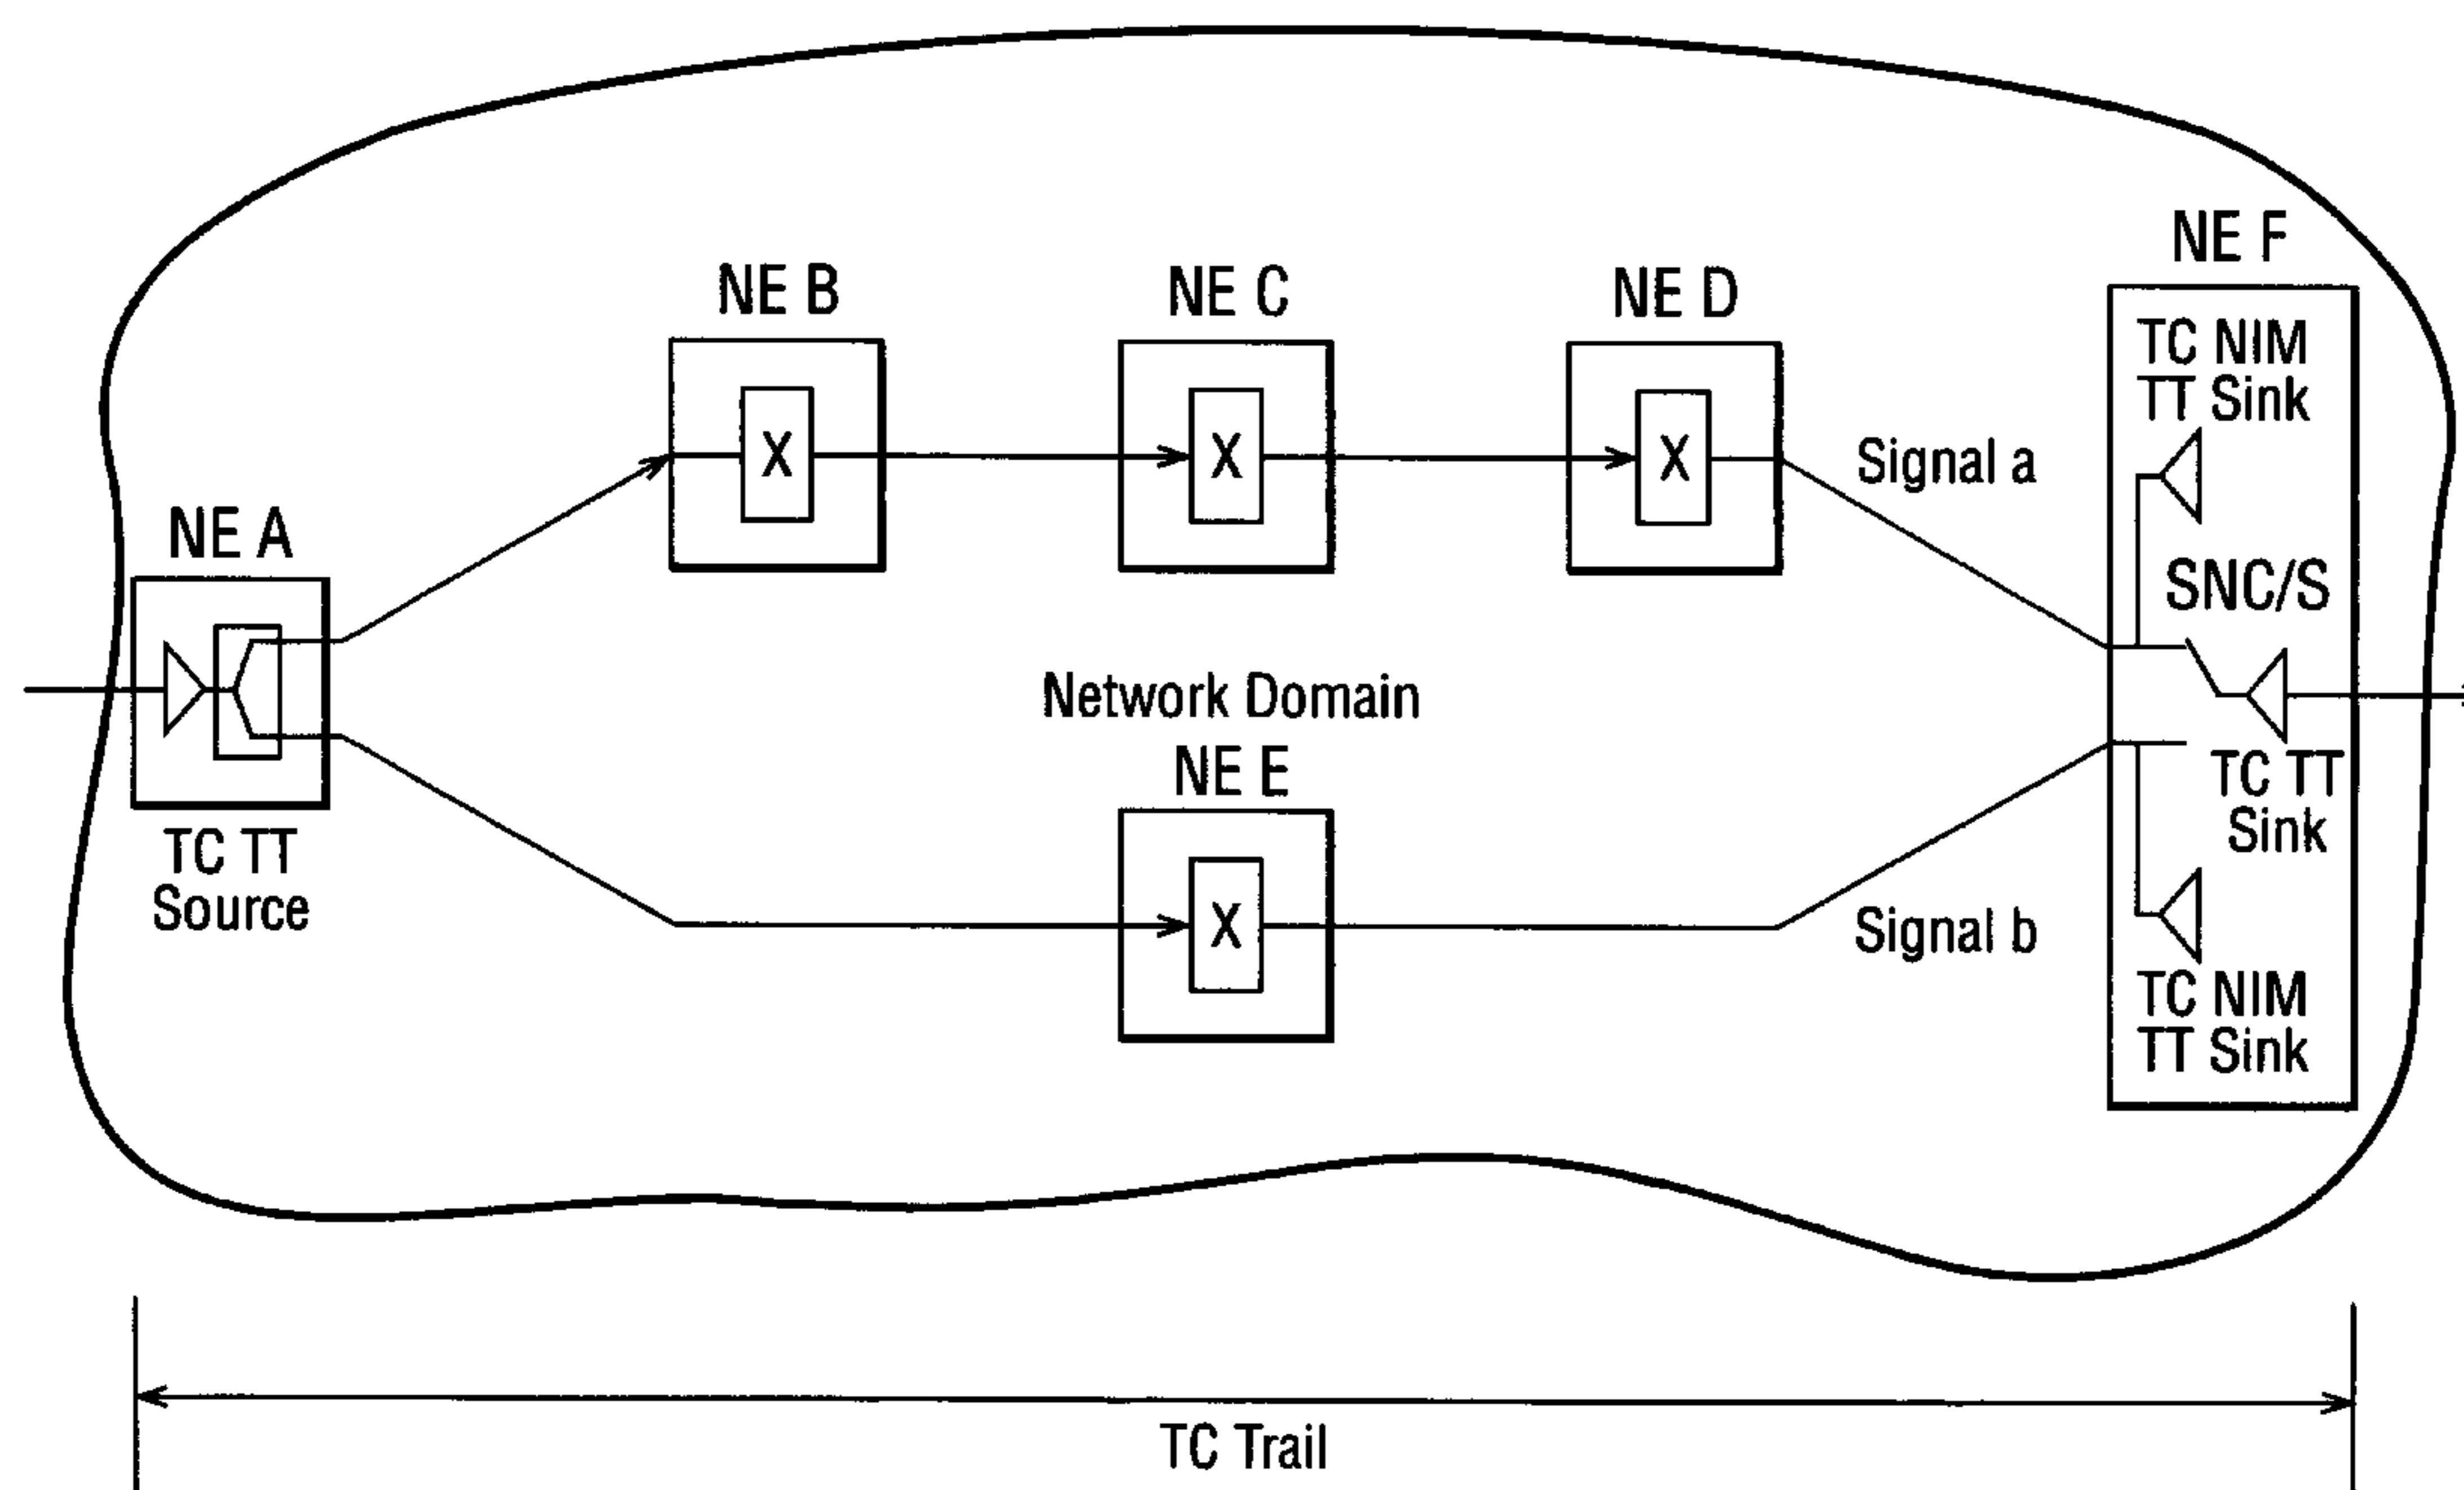 NE F
NE B
NE C
NE D
TC NIM
TT Sink
X
X
X
Signal a
NE A
SNC/S
Network Domain
NE E
TC TT
Sink
TC TT
Source
X
Signal b
TC NIM
TT Sink
TC Trail